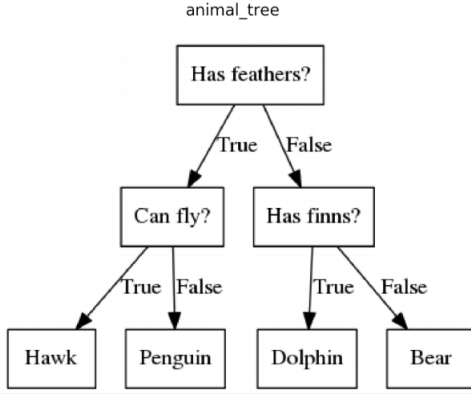 animal_tree
Has feathers?
True False
Can fly? Has finns?
True False True False
Hawk Penguin Dolphin Bear